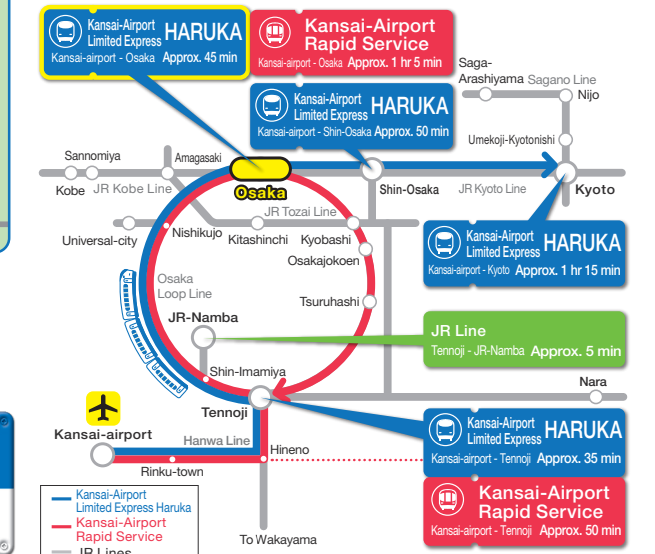 Kansai-Airport
Limited Express HARUKA
Kansai-airport - Osaka Approx. 45 min
Kansai-Airport
Rapid Service
Kansai-airport - Osaka Approx. 1 hr 5 min
Kansai-Airport
Limited Express HARUKA
Kansai-airport - Shin-Osaka Approx. 50 min
Saga-
Arashiyama Sagano Line
Nijo
Umekoji-Kyotonishi
Sannomiya
Amagasaki
Kobe JR Kobe Line
Osaka
Shin-Osaka
JR Kyoto Line
Kyoto
JR Tozai Line
Universal-city
Nishikujo
Kitashinchi
Kyobashi
Osakajokoen
Kansai-Airport
Limited Express HARUKA
Kansai-airport - Kyoto Approx. 1 hr 15 min
Osaka
Loop Line
Tsuruhashi
JR-Namba
JR Line
Tennoji - JR-Namba Approx. 5 min
Shin-Imamiya
Nara
Tennoji
Kansai-airport
Hanwa Line
Hineno
Rinku-town
Kansai-Airport
Limited Express HARUKA
Kansai-airport - Tennoji Approx. 35 min
Kansai-Airport
Rapid Service
Kansai-airport - Tennoji Approx. 50 min
Kansai-Airport
Limited Express Haruka
Kansai-Airport
Rapid Service
JR Lines
To Wakayama